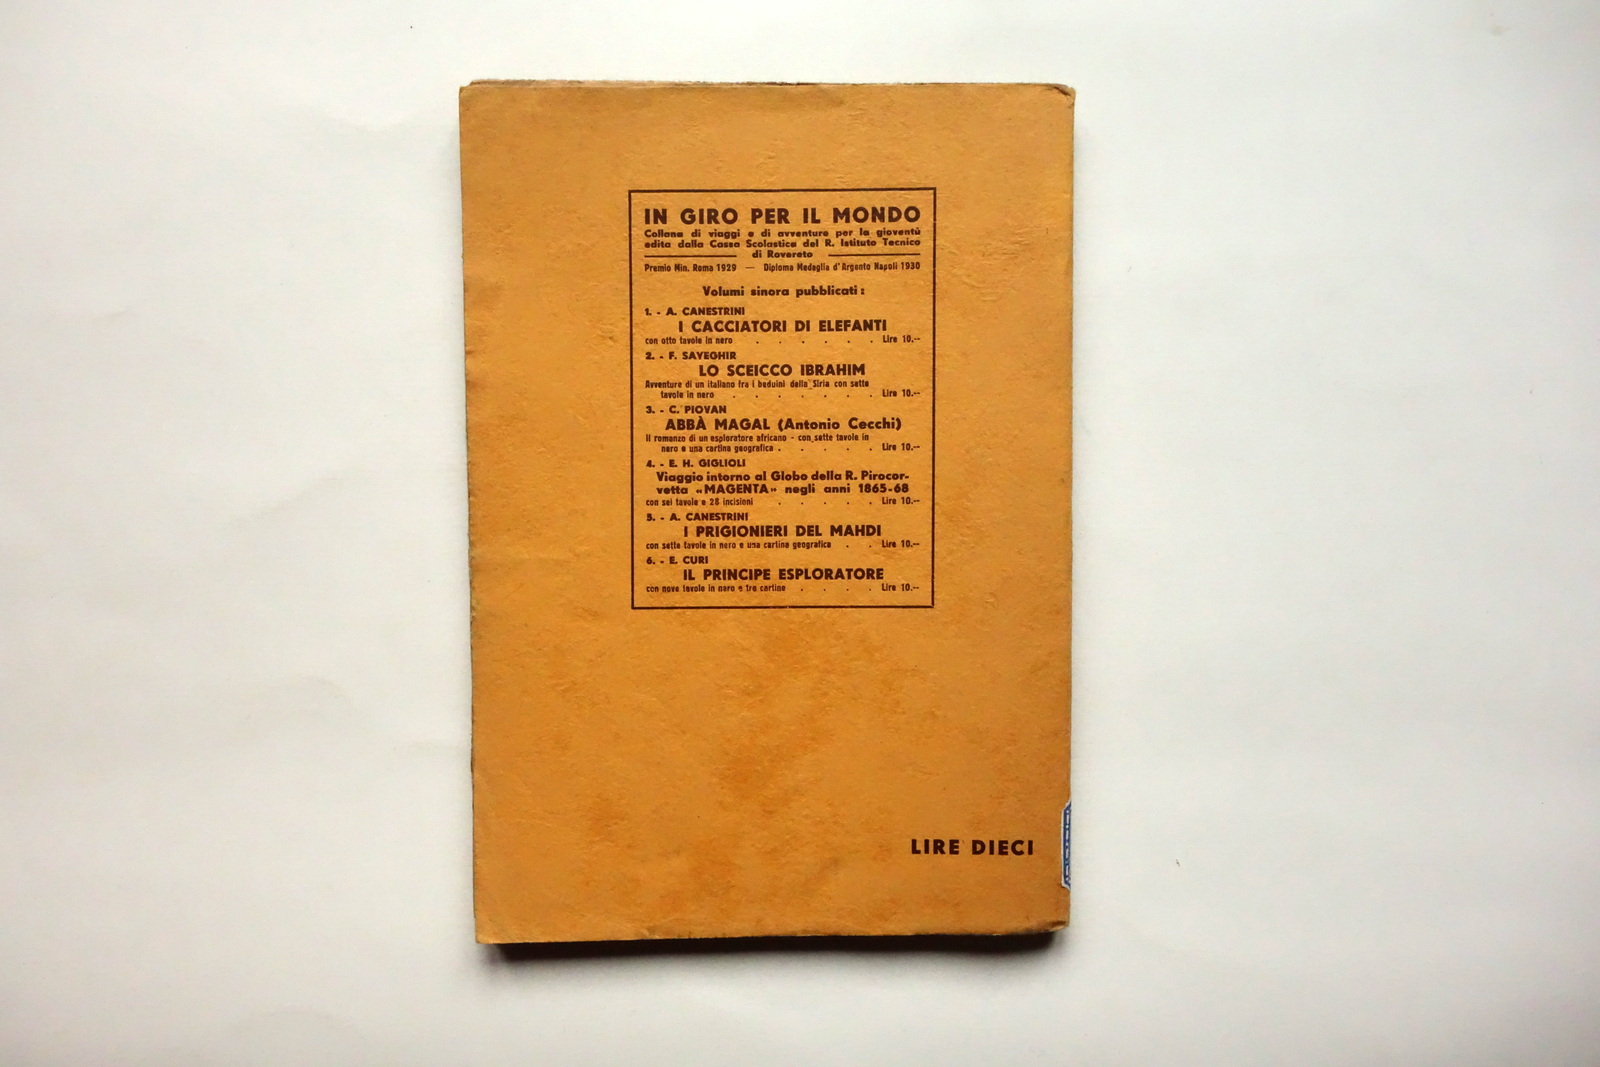 IN GIRO PER IL MONDO
Collana di viaggi e di avventure per la gioventù
edita dalla Cassa Scolastica del R. Istituto Tecnico
di Rovereto
Premio Min. Roma 1929 — Diploma Medaglia d'Argento Napoli 1930
Volumi sinora pubblicati:
1. - A. CANESTRINI
I CACCIATORI DI ELEFANTI
con otto tavole in nero . . . . . . Lire 10.--
2. - F. SAYEGHIR
LO SCEICCO IBRAHIM
Avventure di un italiano fra i beduini della Siria con sette
tavole in nero . . . . . . . Lire 10.--
3. - C. PIOVAN
ABBÀ MAGAL (Antonio Cecchi)
Il romanzo di un esploratore africano - con sette tavole in
nero e una cartina geografica . . . . . Lire 10.--
4. - E. H. GIGLIOLI
Viaggio intorno al Globo della R. Pirocor-
vetta «MAGENTA» negli anni 1865-68
con sei tavole e 28 incisioni . . . . . Lire 10.--
5. - A. CANESTRINI
I PRIGIONIERI DEL MAHDI
con sette tavole in nero e una cartina geografica . . Lire 10.--
6. - E. CURI
IL PRINCIPE ESPLORATORE
con nove tavole in nero e tre cartine . . . . Lire 10.--
LIRE DIECI